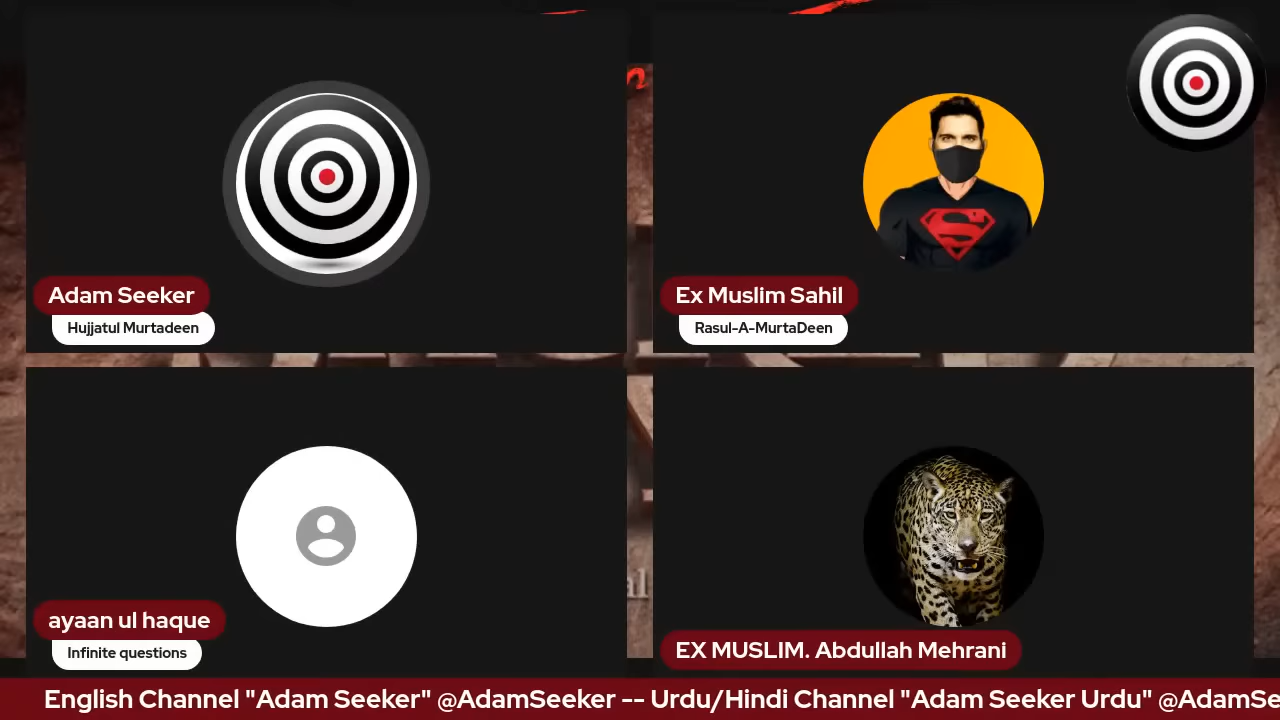 Adam Seeker
Hujjatul Murtadeen
Ex Muslim Sahil
Rasul-A-MurtaDeen
ayaan ul haque
Infinite questions
EX MUSLIM. Abdullah Mehrani
English Channel "Adam Seeker" @AdamSeeker -- Urdu/Hindi Channel "Adam Seeker Urdu" @AdamSe